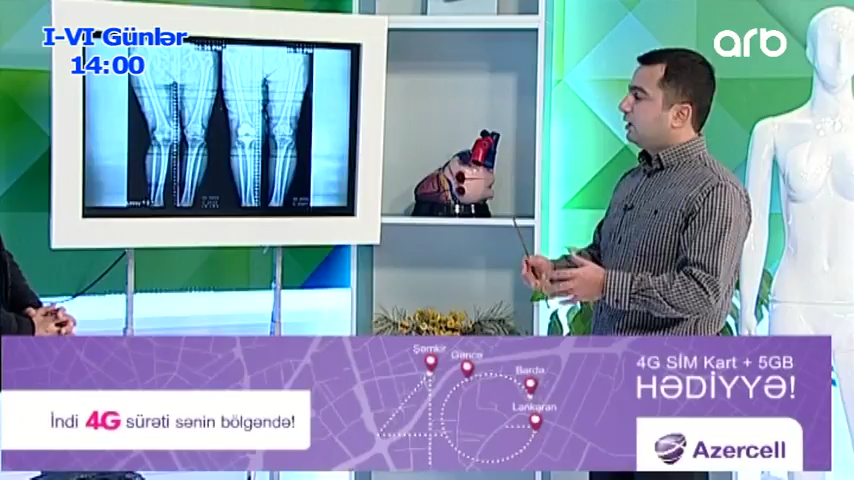 I-VI Günlər
14:00
arb
Şəmkir
Gəncə
Bərdə
Lənkəran
4G SİM Kart + 5GB
HƏDİYYƏ!
İndi 4G sürəti sənin bölgəndə!
Azercell